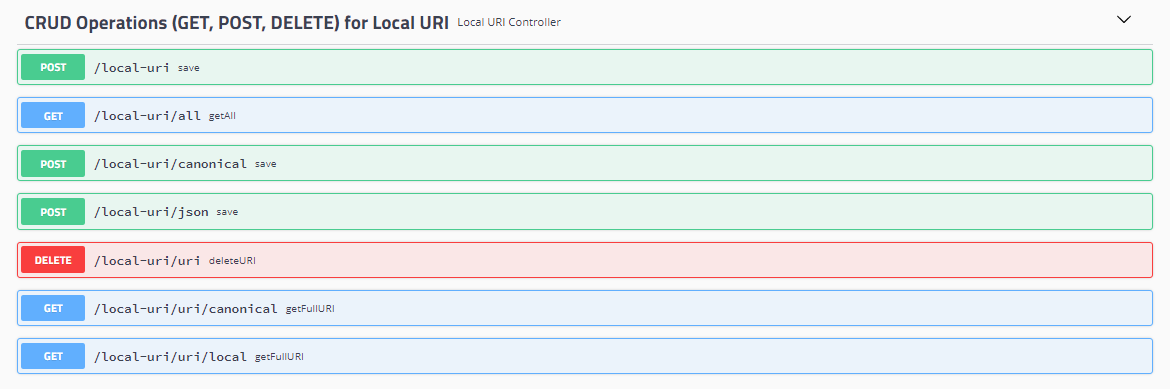 CRUD Operations (GET, POST, DELETE) for Local URI Local URI Controller
POST /local-uri save
GET /local-uri/all getAll
POST /local-uri/canonical save
POST /local-uri/json save
DELETE /local-uri/uri deleteURI
GET /local-uri/uri/canonical getFullURI
GET /local-uri/uri/local getFullURI